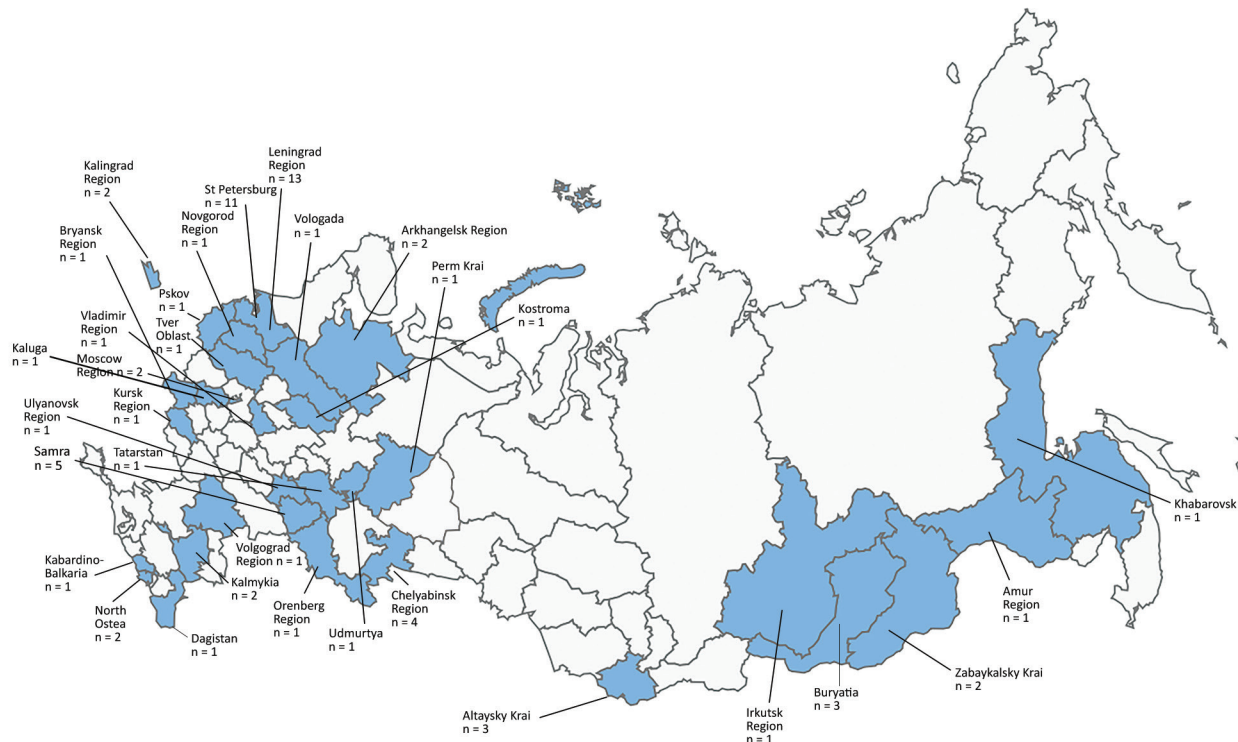 Leningrad
Region
n = 13
Kalingrad
Region
n = 2
St Petersburg
n = 11
Novgorod
Region
n = 1
Vologada
n = 1
Bryansk
Region
n = 1
Arkhangelsk Region
n = 2
Perm Krai
n = 1
Pskov
n = 1
Kostroma
n = 1
Vladimir
Region
n = 1
Tver
Oblast
n = 1
Kaluga
n = 1
Moscow
Region n = 2
Kursk
Region
n = 1
Ulyanovsk
Region
n = 1
Samra
n = 5
Tatarstan
n = 1
Khabarovsk
n = 1
Volgograd
Region n = 1
Kabardino-
Balkaria
n = 1
Kalmykia
n = 2
Chelyabinsk
Region
n = 4
Amur
Region
n = 1
North
Ostea
n = 2
Orenberg
Region
n = 1
Udmurtya
n = 1
Dagistan
n = 1
Zabaykalsky Krai
n = 2
Buryatia
n = 3
Altaysky Krai
n = 3
Irkutsk
Region
n = 1